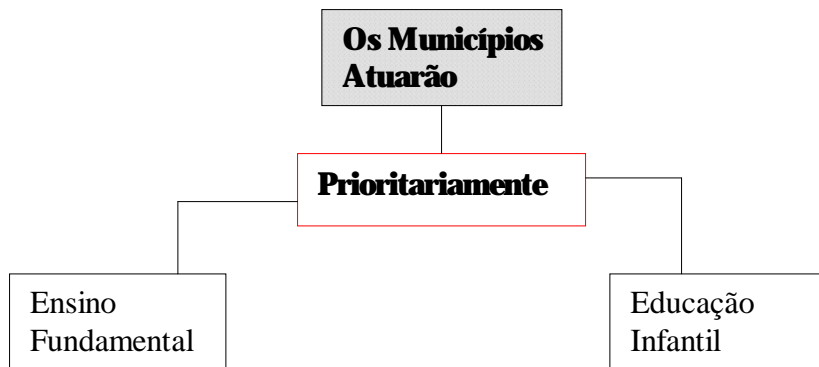 Os Municípios
Atuarão
Prioritariamente
Ensino
Fundamental
Educação
Infantil